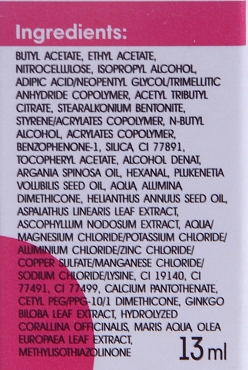 Ingredients:
BUTYL ACETATE, ETHYL ACETATE,
NITROCELLULOSE, ISOPROPYL ALCOHOL,
ADIPIC ACID/NEOPENTYL GLYCOL/TRIMELLITIC
ANHYDRIDE COPOLYMER, ACETYL TRIBUTYL
CITRATE, STEARALKONIUM BENTONITE,
STYRENE/ACRYLATES COPOLYMER, N-BUTYL
ALCOHOL, ACRYLATES COPOLYMER,
BENZOPHENONE-1, SILICA, CI 77891,
TOCOPHERYL ACETATE, ALCOHOL DENAT,
ARGANIA SPINOSA OIL, HEXANAL, PLUKENETIA
VOLUBILIS SEED OIL, AQUA, ALUMINA,
DIMETHICONE, HELIANTHUS ANNUUS SEED OIL,
ASPALATHUS LINEARIS LEAF EXTRACT,
ASCOPHYLLUM NODOSUM EXTRACT, AQUA/
MAGNESIUM CHLORIDE/POTASSIUM CHLORIDE/
ALUMINIUM CHLORIDE/ZINC CHLORIDE/
COPPER SULFATE/MANGANESE CHLORIDE/
SODIUM CHLORIDE/LYSINE, CI 19140, CI
77491, CI 77499, CALCIUM PANTOTHENATE,
CETYL PEG/PPG-10/1 DIMETHICONE, GINKGO
BILOBA LEAF EXTRACT, HYDROLYZED
CORALLINA OFFICINALIS, MARIS AQUA, OLEA
EUROPAEA LEAF EXTRACT,
METHYLISOTHIAZOLINONE
13 ml